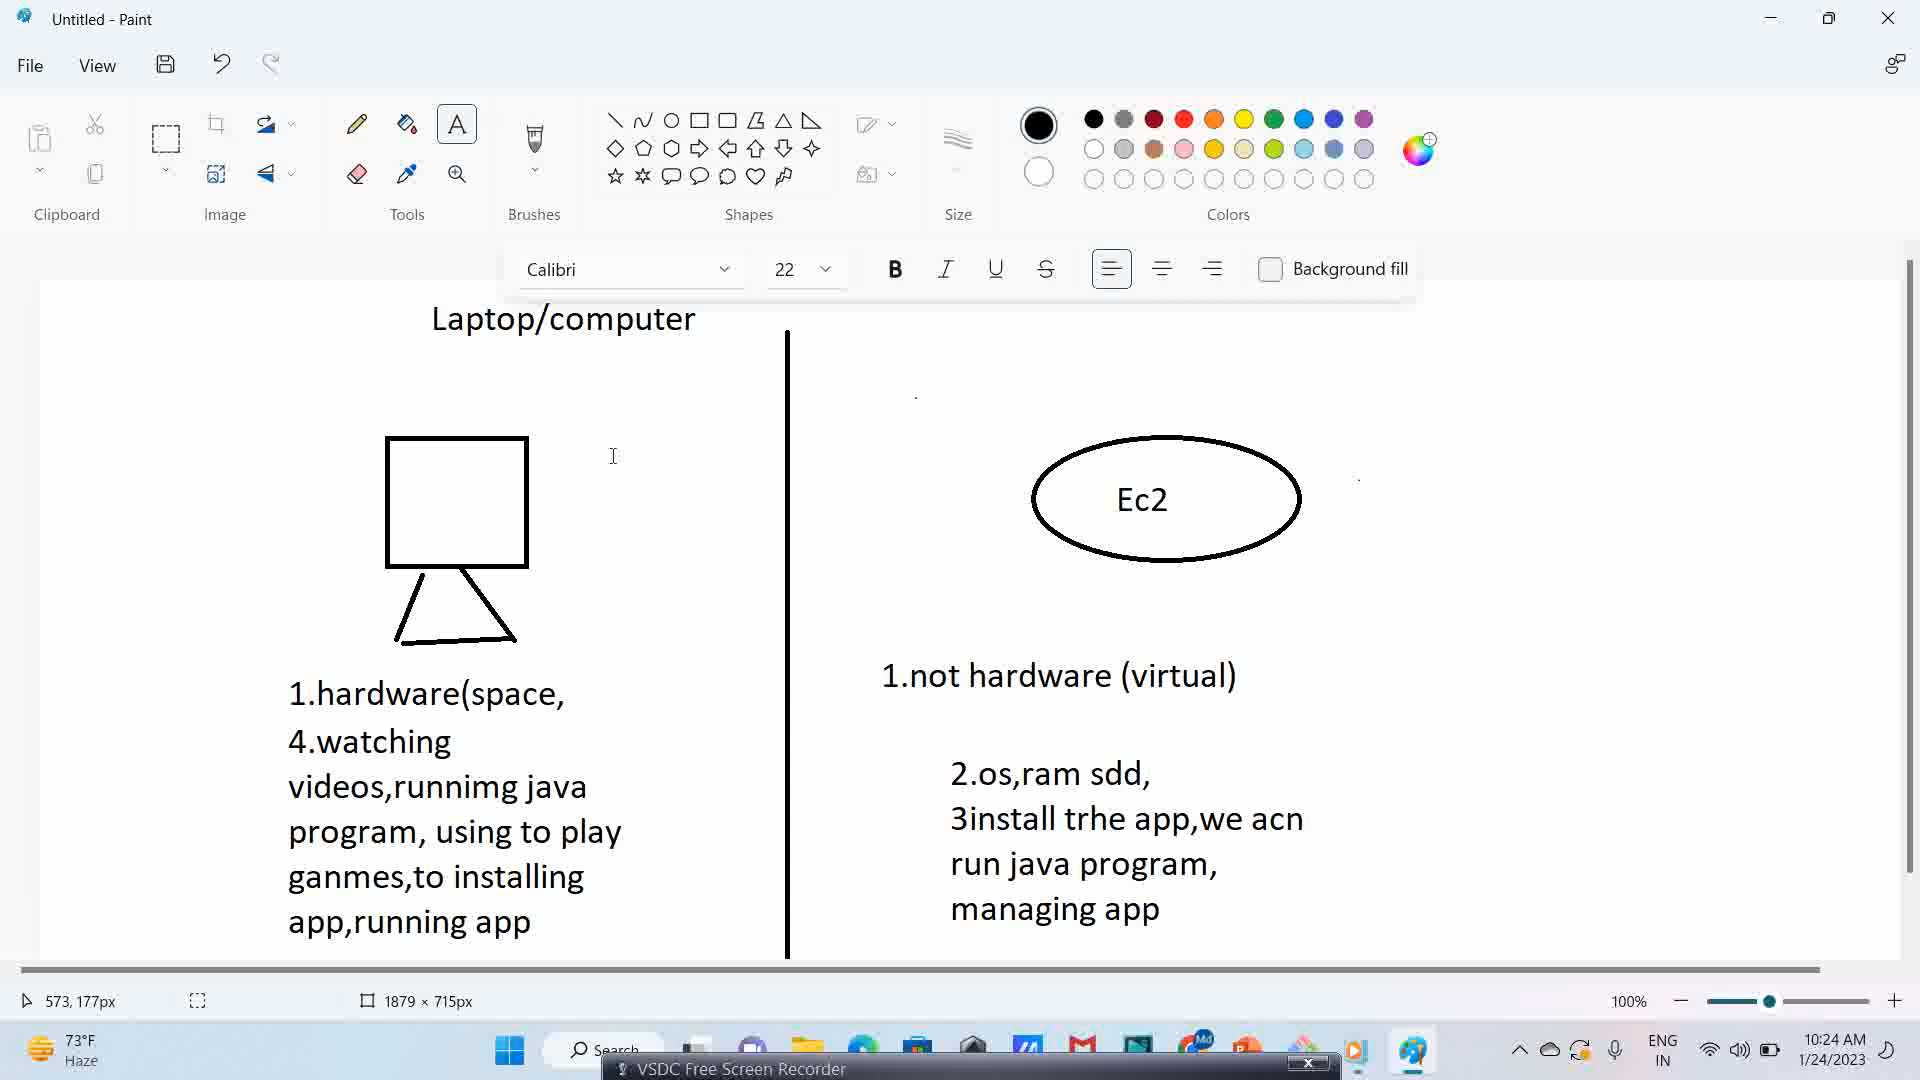 Untitled - Paint
File View
Clipboard Image Tools Brushes Shapes Size Colors
Calibri 22 B I U S Background fill
Laptop/computer
Ec2
1.hardware(space,
4.watching
videos,runnimg java
program, using to play
ganmes,to installing
app,running app
1.not hardware (virtual)
2.os,ram sdd,
3install trhe app,we acn
run java program,
managing app
573, 177px 1879 × 715px 100%
73°F
Haze
Search
VSDC Free Screen Recorder
ENG
IN
10:24 AM
1/24/2023